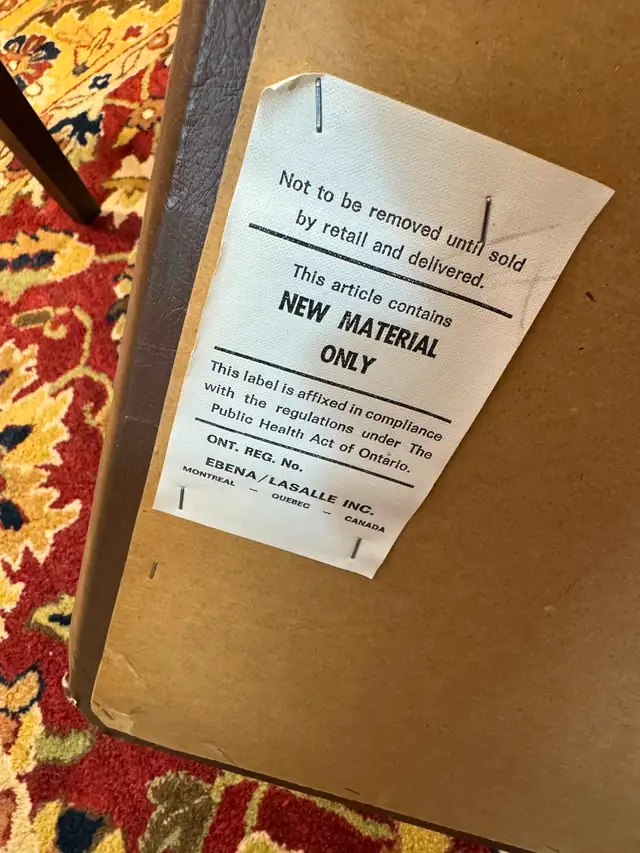 Not to be removed until sold
by retail and delivered.
This article contains
NEW MATERIAL
ONLY
This label is affixed in compliance
with the regulations under The
Public Health Act of Ontario.
ONT. REG. No.
EBENA/LASALLE INC.
MONTREAL – QUEBEC – CANADA